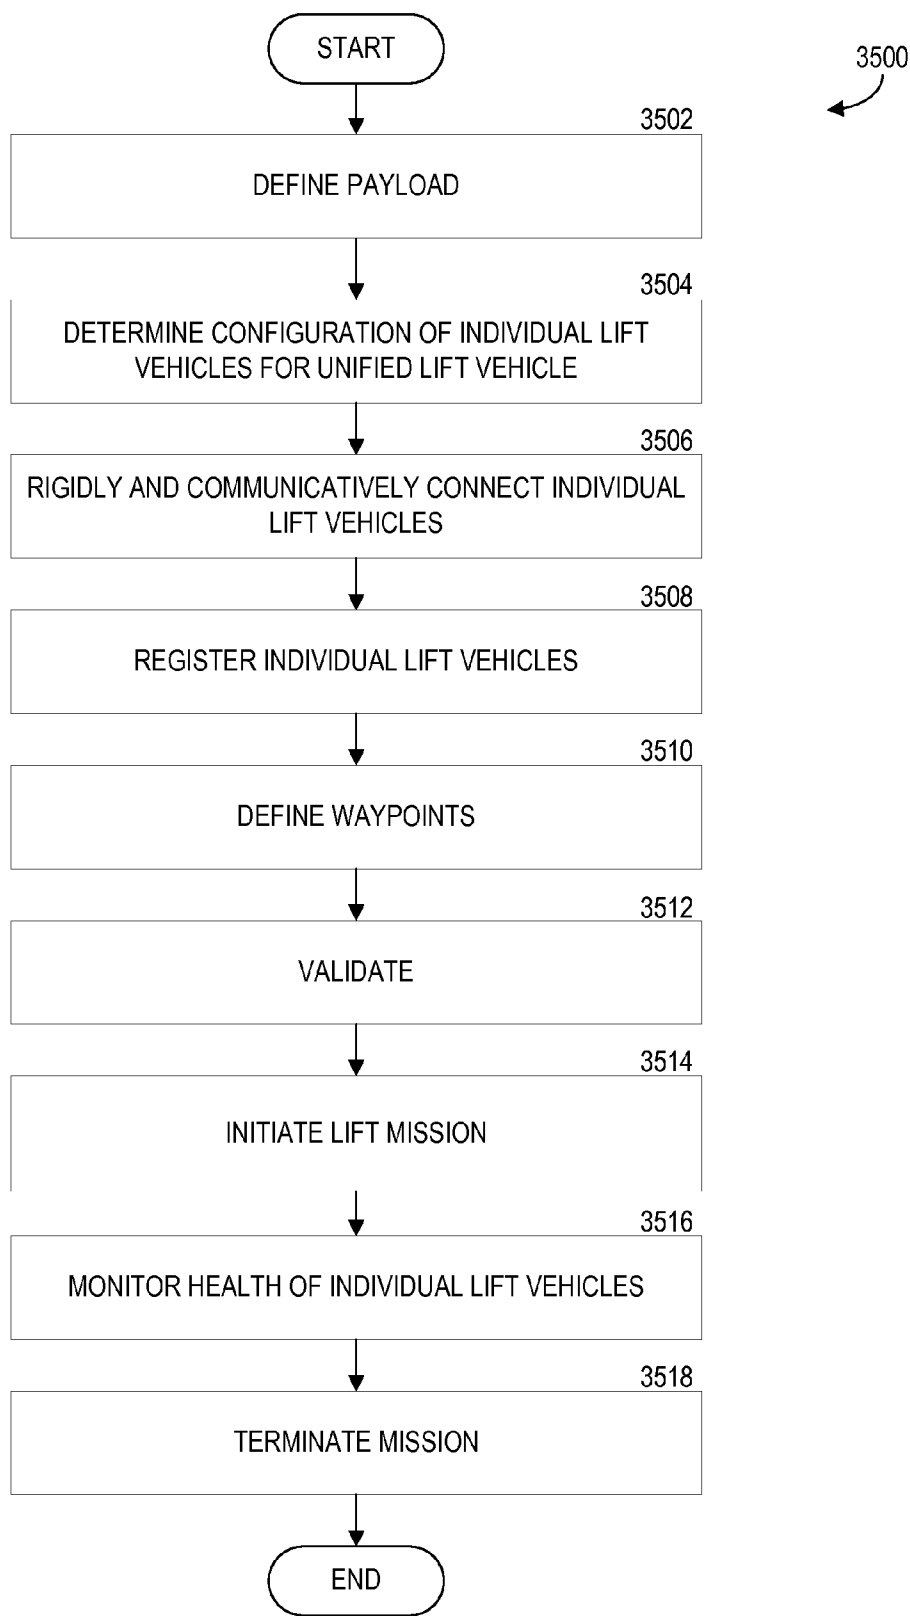 START
3500
3502
DEFINE PAYLOAD
3504
DETERMINE CONFIGURATION OF INDIVIDUAL LIFT
VEHICLES FOR UNIFIED LIFT VEHICLE
3506
RIGIDLY AND COMMUNICATIVELY CONNECT INDIVIDUAL
LIFT VEHICLES
3508
REGISTER INDIVIDUAL LIFT VEHICLES
3510
DEFINE WAYPOINTS
3512
VALIDATE
3514
INITIATE LIFT MISSION
3516
MONITOR HEALTH OF INDIVIDUAL LIFT VEHICLES
3518
TERMINATE MISSION
END